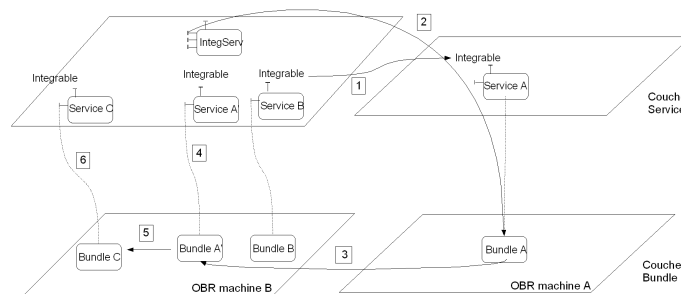 2
IntegServ
Integrable
Integrable
Integrable
Integrable
1
Service C
Service A'
Service B
Service A
Couch
Service
6
4
5
3
Bundle C
Bundle A'
Bundle B
Bundle A
Couche
Bundle
OBR machine B
OBR machine A